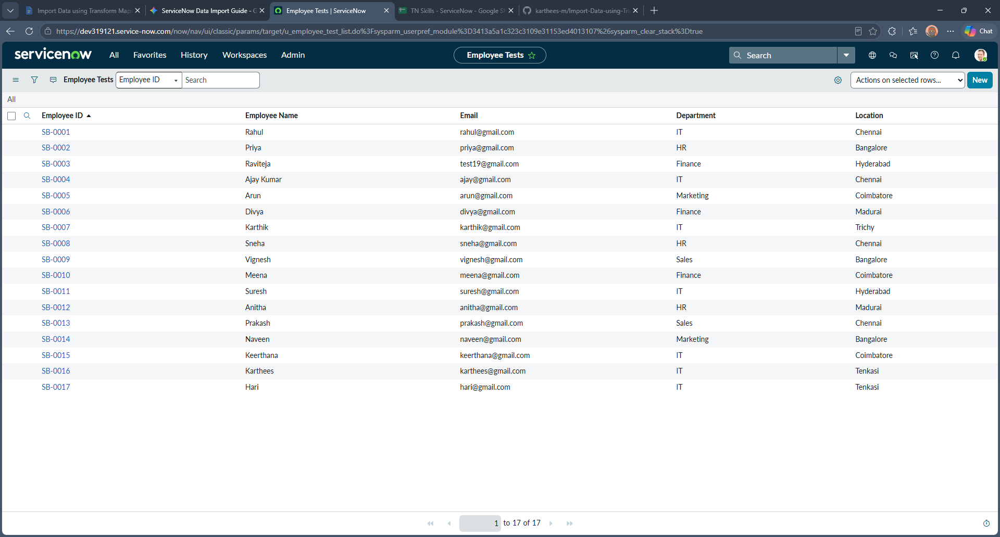 Import Data using Transform Map
ServiceNow Data Import Guide - G
Employee Tests | ServiceNow
TN Skills - ServiceNow - Google Sh
karthees-m/Import-Data-using-Tra
https://dev319121.service-now.com/now/nav/ui/classic/params/target/u_employee_test_list.do%3Fsysparm_userpref_module%3D3413a5a1c323c3109e31153ed4013107%26sysparm_clear_stack%3Dtrue
Chat
servicenow All Favorites History Workspaces Admin Employee Tests Search
Employee Tests Employee ID Search Actions on selected rows... New
All
Employee ID Employee Name Email Department Location
SB-0001 Rahul rahul@gmail.com IT Chennai
SB-0002 Priya priya@gmail.com HR Bangalore
SB-0003 Raviteja test19@gmail.com Finance Hyderabad
SB-0004 Ajay Kumar ajay@gmail.com IT Chennai
SB-0005 Arun arun@gmail.com Marketing Coimbatore
SB-0006 Divya divya@gmail.com Finance Madurai
SB-0007 Karthik karthik@gmail.com IT Trichy
SB-0008 Sneha sneha@gmail.com HR Chennai
SB-0009 Vignesh vignesh@gmail.com Sales Bangalore
SB-0010 Meena meena@gmail.com Finance Coimbatore
SB-0011 Suresh suresh@gmail.com IT Hyderabad
SB-0012 Anitha anitha@gmail.com HR Madurai
SB-0013 Prakash prakash@gmail.com Sales Chennai
SB-0014 Naveen naveen@gmail.com Marketing Bangalore
SB-0015 Keerthana keerthana@gmail.com IT Coimbatore
SB-0016 Karthees karthees@gmail.com IT Tenkasi
SB-0017 Hari hari@gmail.com IT Tenkasi
1 to 17 of 17